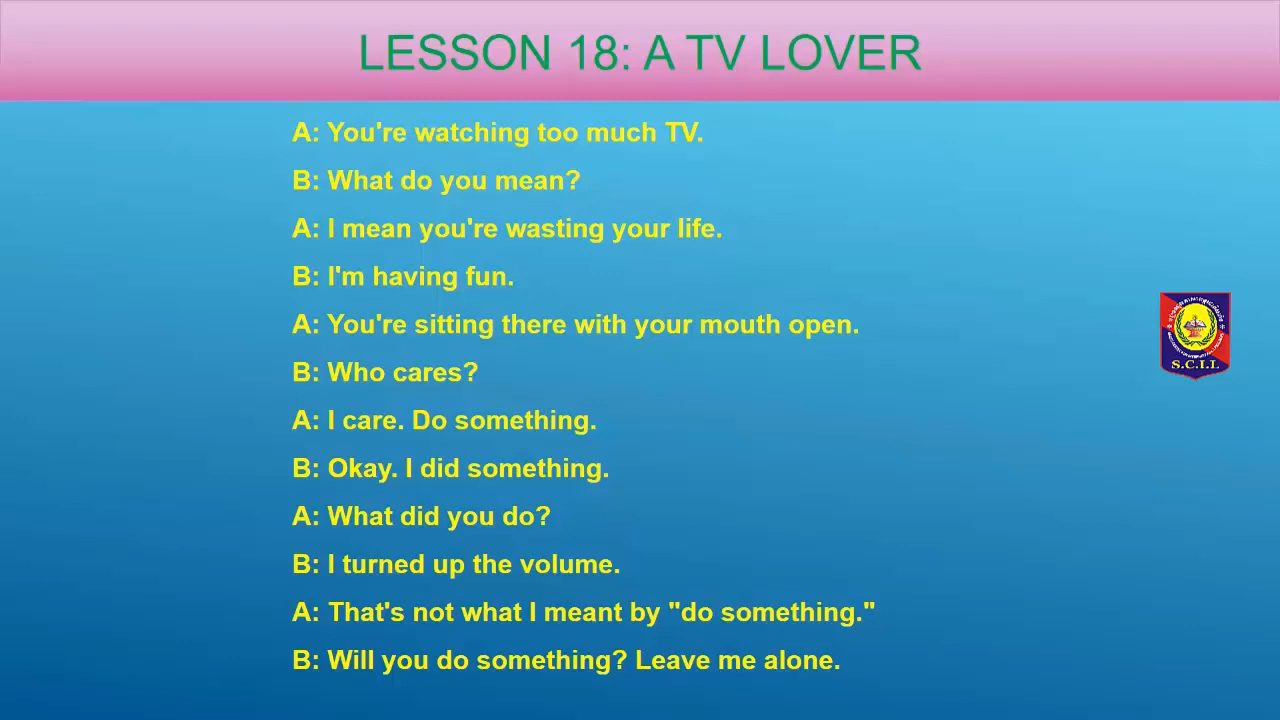 LESSON 18: A TV LOVER
A: You're watching too much TV.
B: What do you mean?
A: I mean you're wasting your life.
B: I'm having fun.
A: You're sitting there with your mouth open.
B: Who cares?
A: I care. Do something.
B: Okay. I did something.
A: What did you do?
B: I turned up the volume.
A: That's not what I meant by "do something."
B: Will you do something? Leave me alone.
S.C.I.L